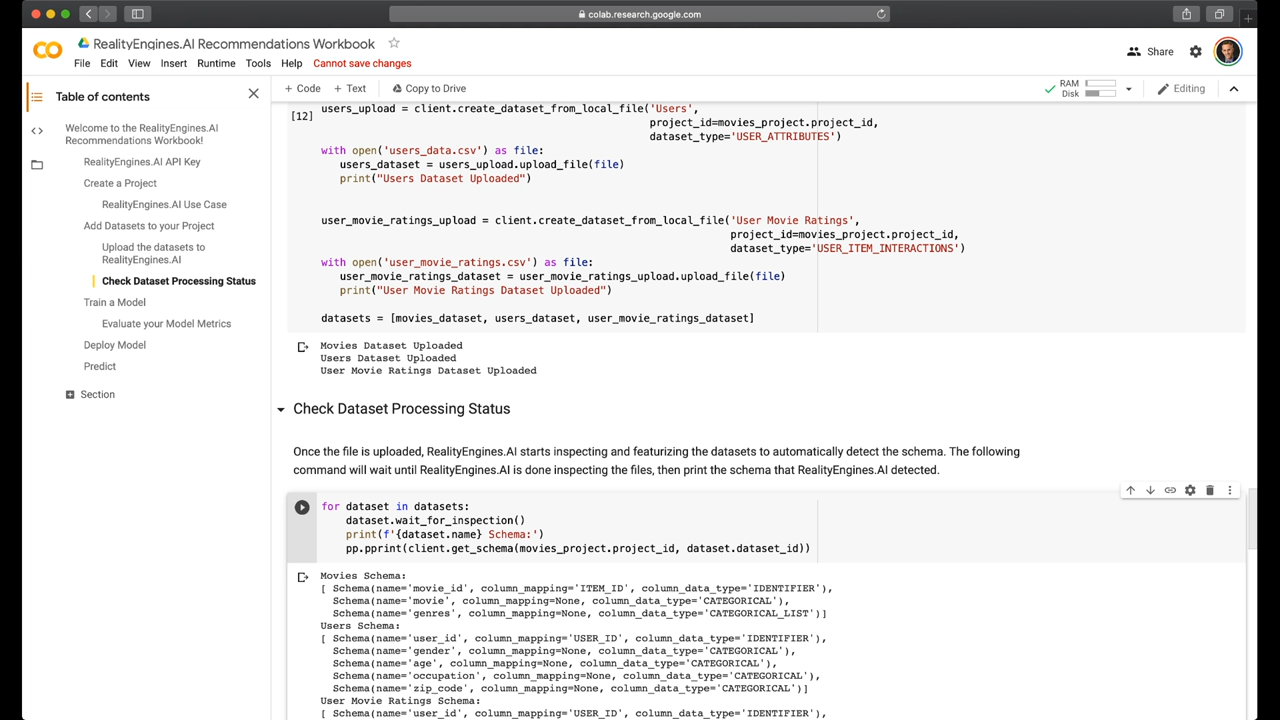 colab.research.google.com
RealityEngines.AI Recommendations Workbook
File Edit View Insert Runtime Tools Help Cannot save changes
Share
Table of contents
+ Code + Text Copy to Drive
RAM
Disk
Editing
Welcome to the RealityEngines.AI
Recommendations Workbook!
RealityEngines.AI API Key
Create a Project
RealityEngines.AI Use Case
Add Datasets to your Project
Upload the datasets to
RealityEngines.AI
Check Dataset Processing Status
Train a Model
Evaluate your Model Metrics
Deploy Model
Predict
Section
[12]
users_upload = client.create_dataset_from_local_file('Users',
project_id=movies_project.project_id,
dataset_type='USER_ATTRIBUTES')
with open('users_data.csv') as file:
users_dataset = users_upload.upload_file(file)
print("Users Dataset Uploaded")
user_movie_ratings_upload = client.create_dataset_from_local_file('User Movie Ratings',
project_id=movies_project.project_id,
dataset_type='USER_ITEM_INTERACTIONS')
with open('user_movie_ratings.csv') as file:
user_movie_ratings_dataset = user_movie_ratings_upload.upload_file(file)
print("User Movie Ratings Dataset Uploaded")
datasets = [movies_dataset, users_dataset, user_movie_ratings_dataset]
Movies Dataset Uploaded
Users Dataset Uploaded
User Movie Ratings Dataset Uploaded
Check Dataset Processing Status
Once the file is uploaded, RealityEngines.AI starts inspecting and featurizing the datasets to automatically detect the schema. The following
command will wait until RealityEngines.AI is done inspecting the files, then print the schema that RealityEngines.AI detected.
for dataset in datasets:
dataset.wait_for_inspection()
print(f'{dataset.name} Schema:')
pp.pprint(client.get_schema(movies_project.project_id, dataset.dataset_id))
Movies Schema:
[ Schema(name='movie_id', column_mapping='ITEM_ID', column_data_type='IDENTIFIER'),
Schema(name='movie', column_mapping=None, column_data_type='CATEGORICAL'),
Schema(name='genres', column_mapping=None, column_data_type='CATEGORICAL_LIST')]
Users Schema:
[ Schema(name='user_id', column_mapping='USER_ID', column_data_type='IDENTIFIER'),
Schema(name='gender', column_mapping=None, column_data_type='CATEGORICAL'),
Schema(name='age', column_mapping=None, column_data_type='CATEGORICAL'),
Schema(name='occupation', column_mapping=None, column_data_type='CATEGORICAL'),
Schema(name='zip_code', column_mapping=None, column_data_type='CATEGORICAL')]
User Movie Ratings Schema:
[ Schema(name='user_id', column_mapping='USER_ID', column_data_type='IDENTIFIER'),